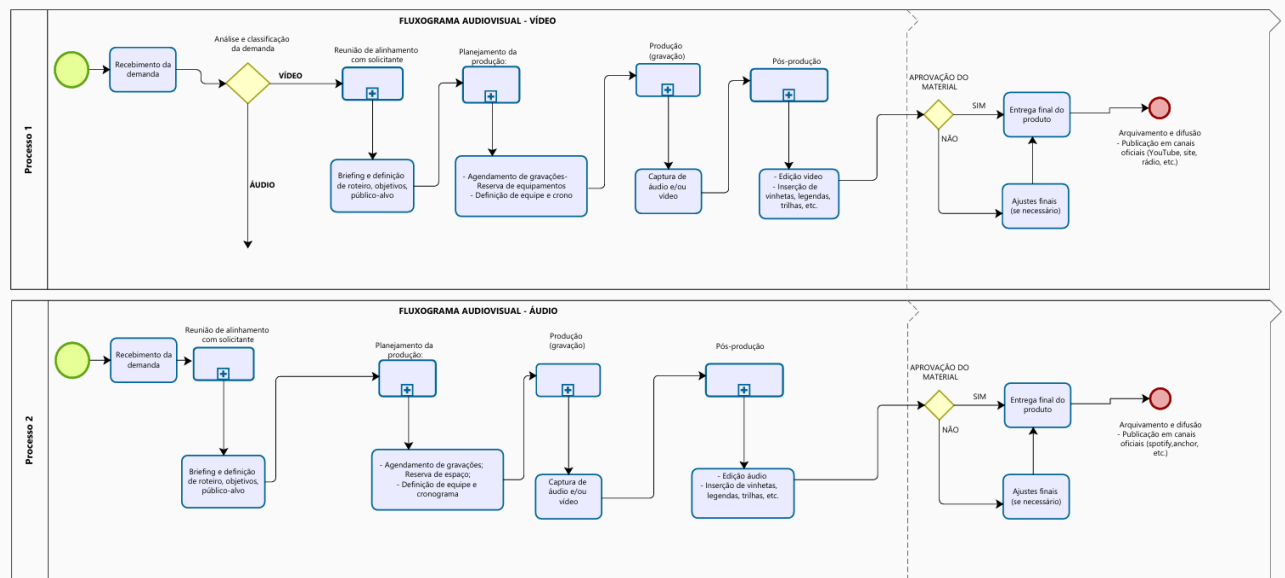 FLUXOGRAMA AUDIOVISUAL - VÍDEO
Processo 1
Recebimento da
demanda
Análise e classificação
da demanda
VÍDEO
ÁUDIO
Reunião de alinhamento
com solicitante
Briefing e definição
de roteiro, objetivos,
público-alvo
Planejamento da
produção:
- Agendamento de gravações-
Reserva de equipamentos
- Definição de equipe e crono
Produção
(gravação)
Captura de
áudio e/ou
vídeo
Pós-produção
- Edição vídeo
- Inserção de
vinhetas, legendas,
trilhas, etc.
APROVAÇÃO DO
MATERIAL
SIM
NÃO
Entrega final do
produto
Ajustes finais
(se necessário)
Arquivamento e difusão
- Publicação em canais
oficiais (YouTube, site,
rádio, etc.)
FLUXOGRAMA AUDIOVISUAL - ÁUDIO
Processo 2
Recebimento da
demanda
Reunião de alinhamento
com solicitante
Briefing e definição
de roteiro, objetivos,
público-alvo
Planejamento da
produção:
- Agendamento de gravações;
Reserva de espaço;
- Definição de equipe e
cronograma
Produção
(gravação)
Captura de
áudio e/ou
vídeo
Pós-produção
- Edição áudio
- Inserção de vinhetas,
legendas, trilhas, etc.
APROVAÇÃO DO
MATERIAL
SIM
NÃO
Entrega final do
produto
Ajustes finais
(se necessário)
Arquivamento e difusão
- Publicação em canais
oficiais (spotify,anchor,
etc.)